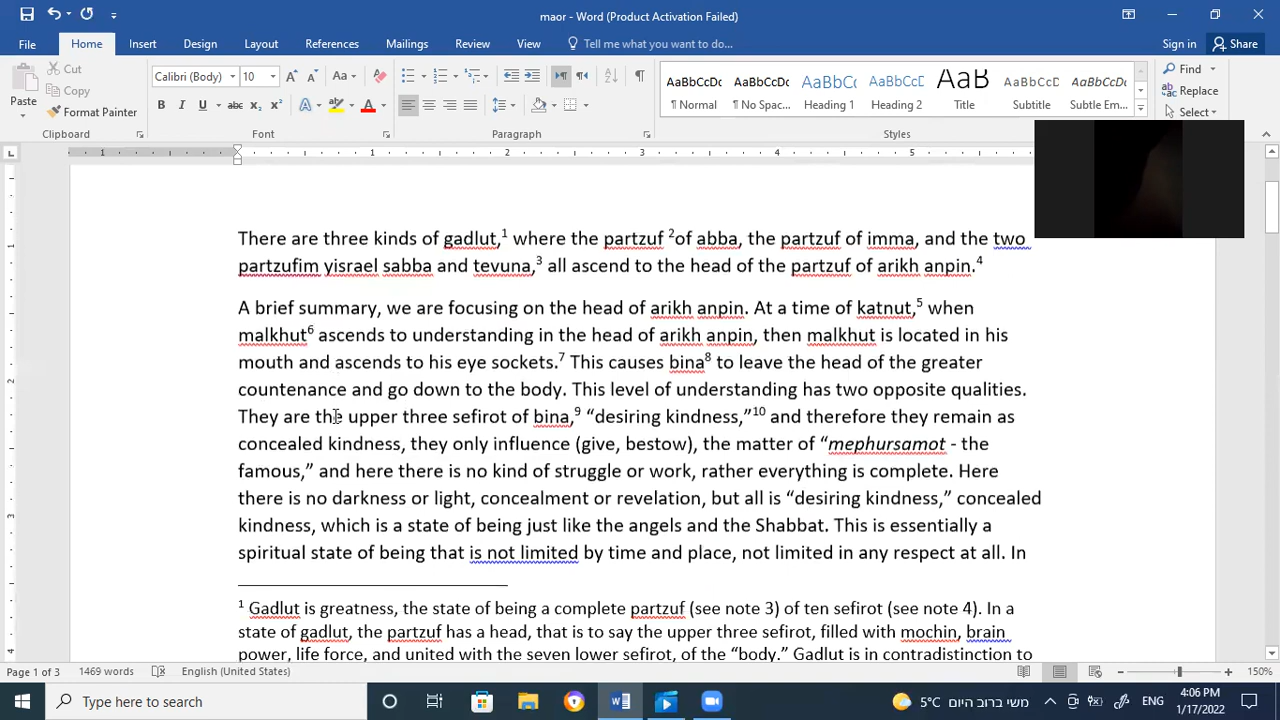 maor - Word (Product Activation Failed)
File Home Insert Design Layout References Mailings Review View Tell me what you want to do... Sign in Share
Cut
Copy
Format Painter
Paste
Calibri (Body) 10
Find
Replace
Select
AaBbCcDc AaBbCcDc AaBbCc AaBbCcD AaB AaBbCcD AaBbCcDc
¶ Normal ¶ No Spac... Heading 1 Heading 2 Title Subtitle Subtle Em...
Clipboard Font Paragraph Styles
There are three kinds of gadlut,1 where the partzuf 2of abba, the partzuf of imma, and the two
partzufim yisrael sabba and tevuna,3 all ascend to the head of the partzuf of arikh anpin.4
A brief summary, we are focusing on the head of arikh anpin. At a time of katnut,5 when
malkhut6 ascends to understanding in the head of arikh anpin, then malkhut is located in his
mouth and ascends to his eye sockets.7 This causes bina8 to leave the head of the greater
countenance and go down to the body. This level of understanding has two opposite qualities.
They are the upper three sefirot of bina,9 “desiring kindness,”10 and therefore they remain as
concealed kindness, they only influence (give, bestow), the matter of “mephursamot - the
famous,” and here there is no kind of struggle or work, rather everything is complete. Here
there is no darkness or light, concealment or revelation, but all is “desiring kindness,” concealed
kindness, which is a state of being just like the angels and the Shabbat. This is essentially a
spiritual state of being that is not limited by time and place, not limited in any respect at all. In
1 Gadlut is greatness, the state of being a complete partzuf (see note 3) of ten sefirot (see note 4). In a
state of gadlut, the partzuf has a head, that is to say the upper three sefirot, filled with mochin, brain
power, life force, and united with the seven lower sefirot, of the “body.” Gadlut is in contradistinction to
Page 1 of 3 1469 words English (United States) 150%
Type here to search
5°C משי ברוב היום
ENG
4:06 PM
1/17/2022